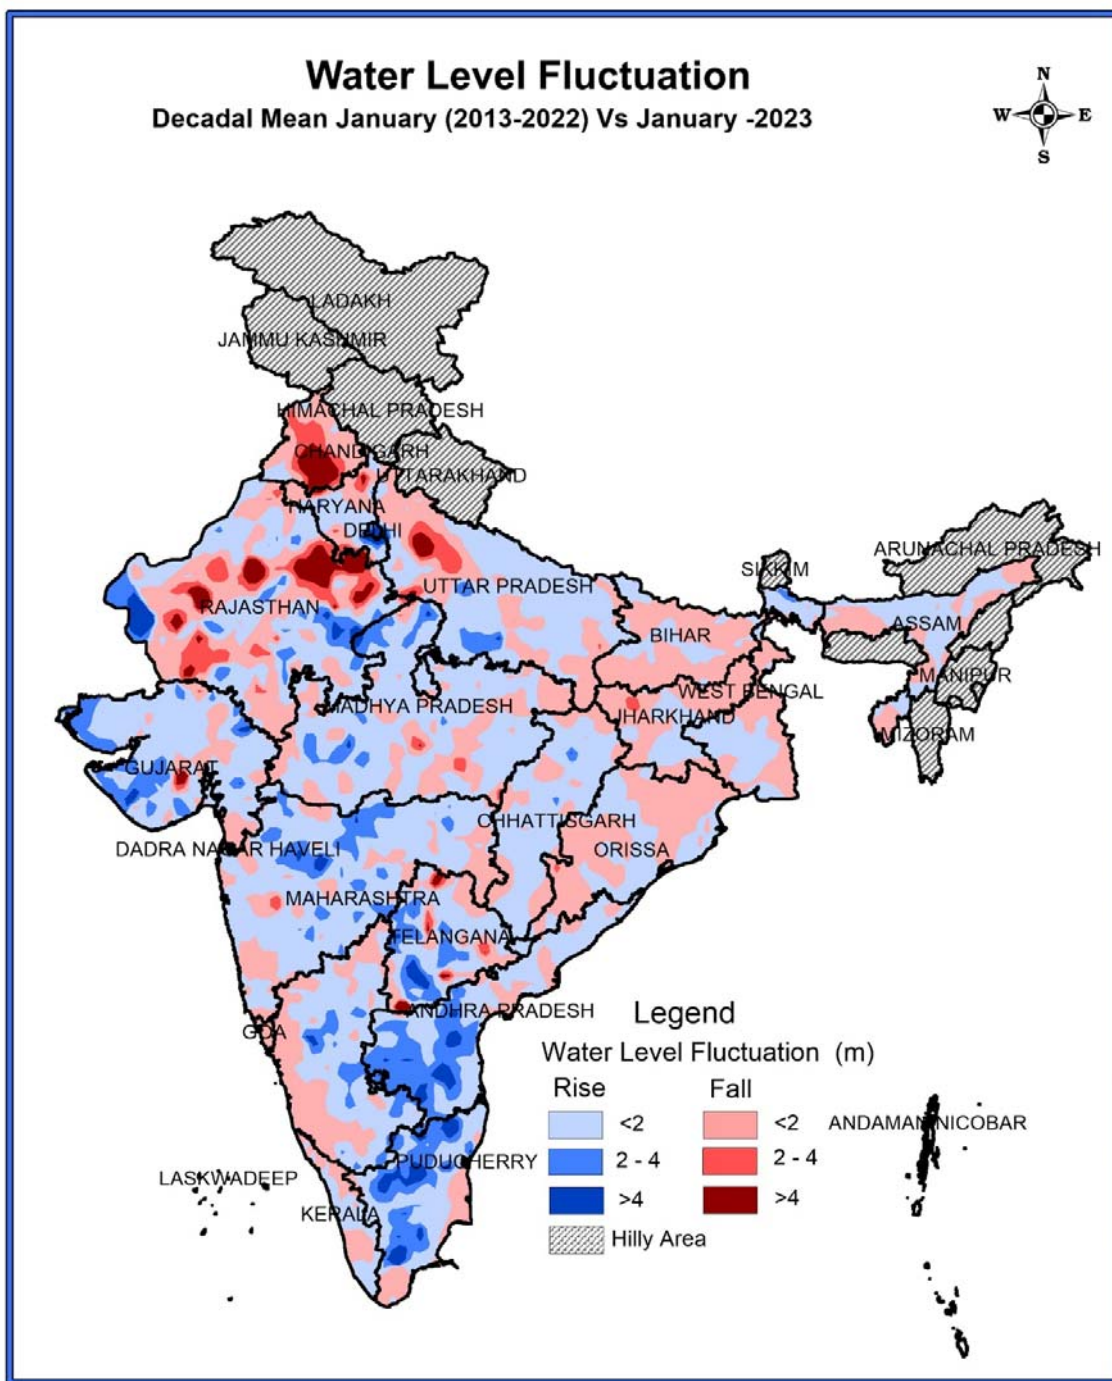 Water Level Fluctuation
Decadal Mean January (2013-2022) Vs January -2023
N
W E
S
LADAKH
JAMMU KASHMIR
HIMACHAL PRADESH
CHANDIGARH
UTTARAKHAND
HARYANA
DELHI
ARUNACHAL PRADESH
SIKKIM
UTTAR PRADESH
RAJASTHAN
ASSAM
BIHAR
MANIPUR
WEST BENGAL
MADHYA PRADESH
JHARKHAND
MIZORAM
GUJARAT
CHHATTISGARH
DADRA NAGAR HAVELI
ORISSA
MAHARASHTRA
TELANGANA
ANDHRA PRADESH
GOA
Legend
Water Level Fluctuation (m)
Rise Fall
<2 <2
2 - 4 2 - 4
>4 >4
Hilly Area
ANDAMAN NICOBAR
PUDUCHERRY
LASKWADEEP
KERALA